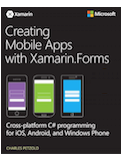 Xamarin
Microsoft
Creating
Mobile Apps
with Xamarin.Forms
Cross-platform C# programming
for iOS, Android, and Windows Phone
CHARLES PETZOLD